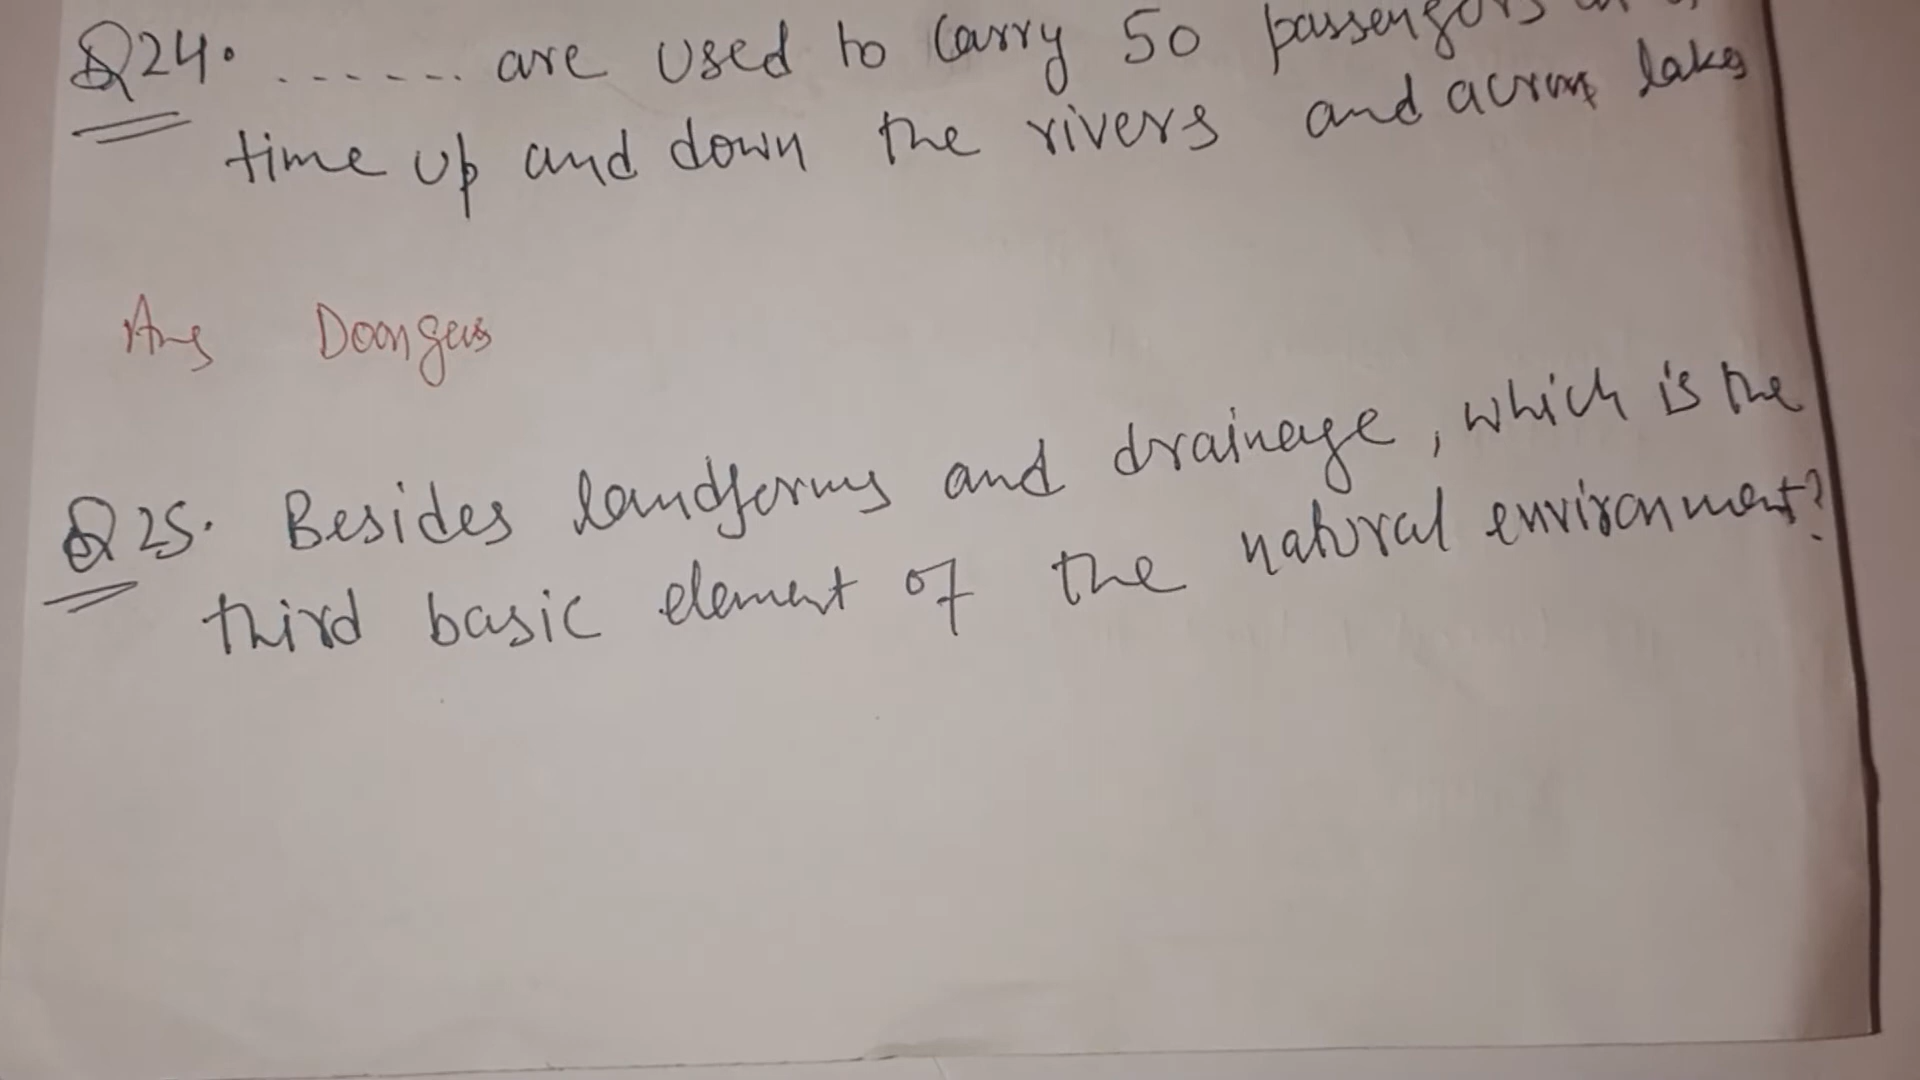 Q24. ....... are used to carry 50 passengers
time up and down the rivers and across lakes
Ans Doongas
Q25. Besides landforms and drainage, which is the
third basic element of the natural environment?